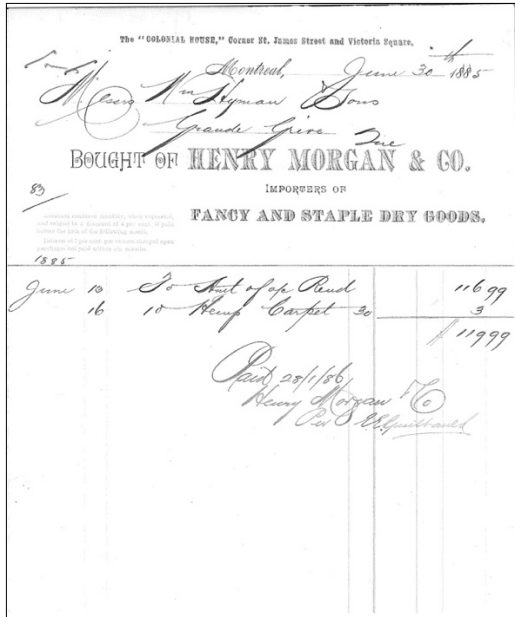 The "COLONIAL HOUSE," Corner St. James Street and Victoria Square.
Montreal, June 30 1885
Messrs Wm Hyman & Sons
Grande Grève Que
BOUGHT OF HENRY MORGAN & CO.
83
IMPORTERS OF
FANCY AND STAPLE DRY GOODS.
1885
June 13 To Amt of a/c Rend 116 99
16 10 Hemp Carpet 30 3
$ 119 99
Paid 28/1/86
Henry Morgan & Co
Per